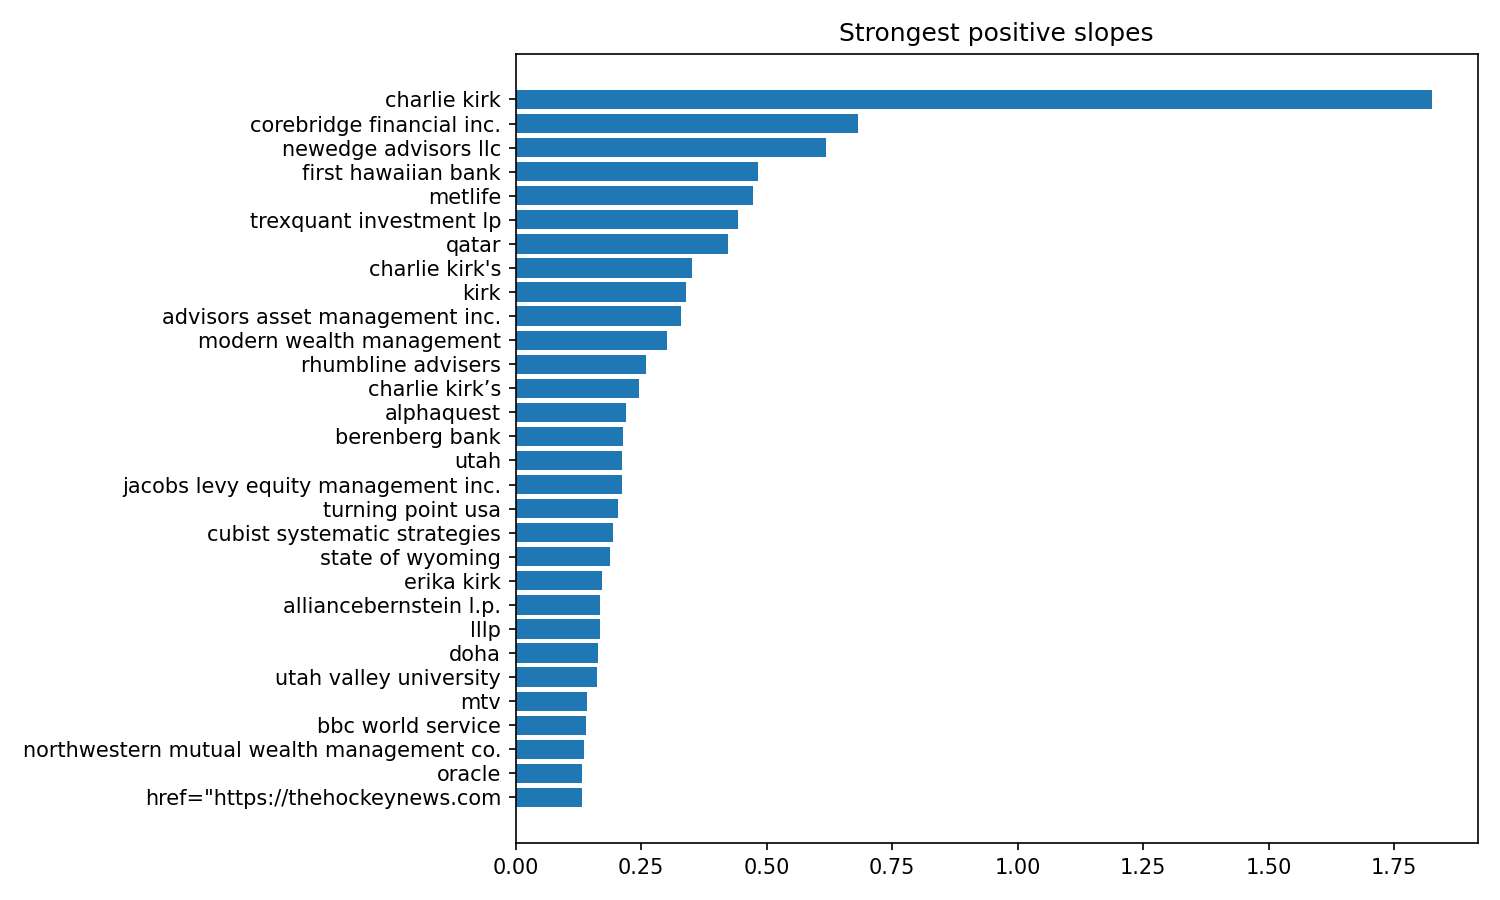 Strongest positive slopes
charlie kirk
corebridge financial inc.
newedge advisors llc
first hawaiian bank
metlife
trexquant investment lp
qatar
charlie kirk's
kirk
advisors asset management inc.
modern wealth management
rhumbline advisers
charlie kirk’s
alphaquest
berenberg bank
utah
jacobs levy equity management inc.
turning point usa
cubist systematic strategies
state of wyoming
erika kirk
alliancebernstein l.p.
lllp
doha
utah valley university
mtv
bbc world service
northwestern mutual wealth management co.
oracle
href="https://thehockeynews.com
0.00 0.25 0.50 0.75 1.00 1.25 1.50 1.75